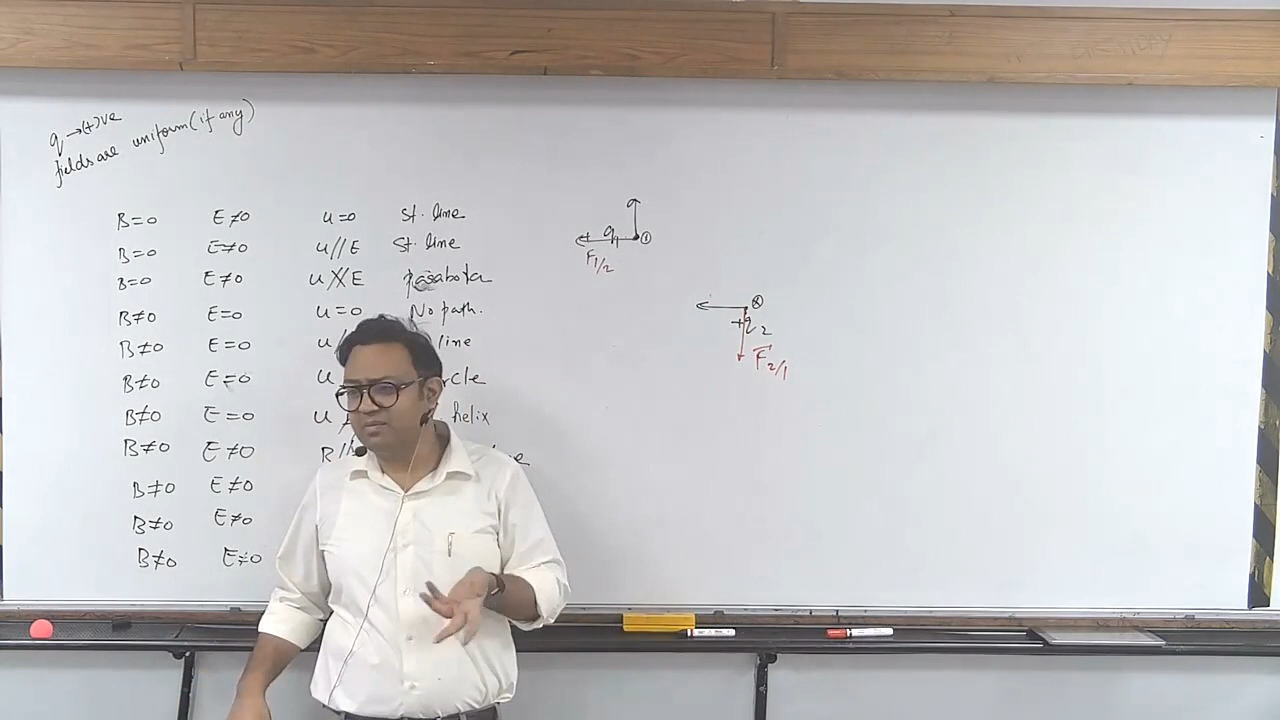 q → (+)ve
fields are uniform (if any)
B=0 E≠0 u=0 St. line
B=0 E≠0 u//E St. line
B=0 E≠0 u∦E parabola
B≠0 E=0 u=0 No path.
B≠0 E=0 u/ line
B≠0 E=0 u
B≠0 E=0 u helix
B≠0 E≠0 B//
B≠0 E≠0
B≠0 E≠0
B≠0 E≠0
+ q₁
F₁/₂
⊗
+q₂
F⃗₂/₁